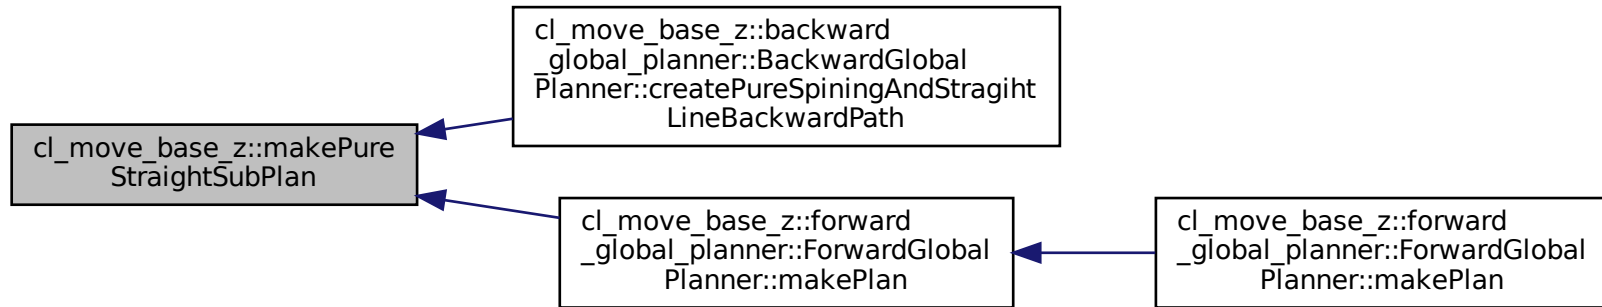 cl_move_base_z::makePure
StraightSubPlan
cl_move_base_z::backward
_global_planner::BackwardGlobal
Planner::createPureSpiningAndStragiht
LineBackwardPath
cl_move_base_z::forward
_global_planner::ForwardGlobal
Planner::makePlan
cl_move_base_z::forward
_global_planner::ForwardGlobal
Planner::makePlan